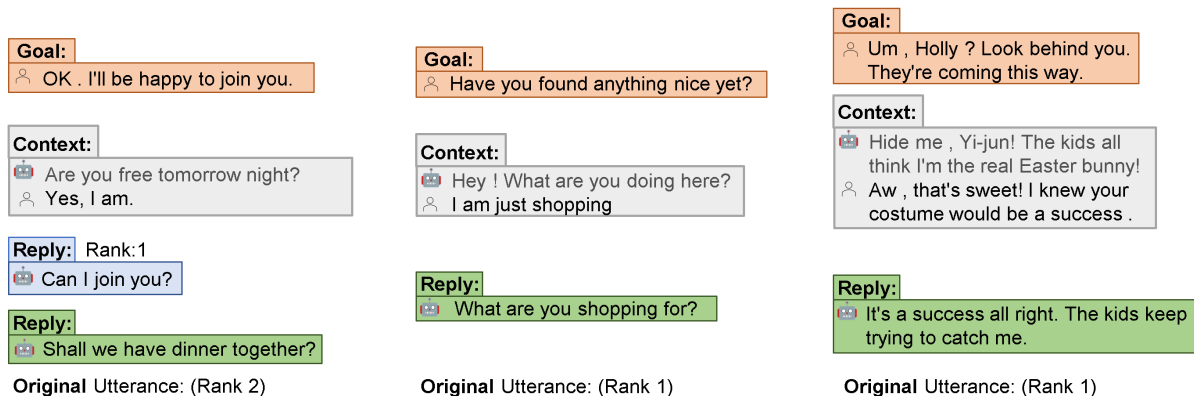 Goal:
OK . I'll be happy to join you.
Context:
Are you free tomorrow night?
Yes, I am.
Reply: Rank:1
Can I join you?
Reply:
Shall we have dinner together?
Original Utterance: (Rank 2)
Goal:
Have you found anything nice yet?
Context:
Hey ! What are you doing here?
I am just shopping
Reply:
What are you shopping for?
Original Utterance: (Rank 1)
Goal:
Um , Holly ? Look behind you.
They're coming this way.
Context:
Hide me , Yi-jun! The kids all
think I'm the real Easter bunny!
Aw , that's sweet! I knew your
costume would be a success .
Reply:
It's a success all right. The kids keep
trying to catch me.
Original Utterance: (Rank 1)